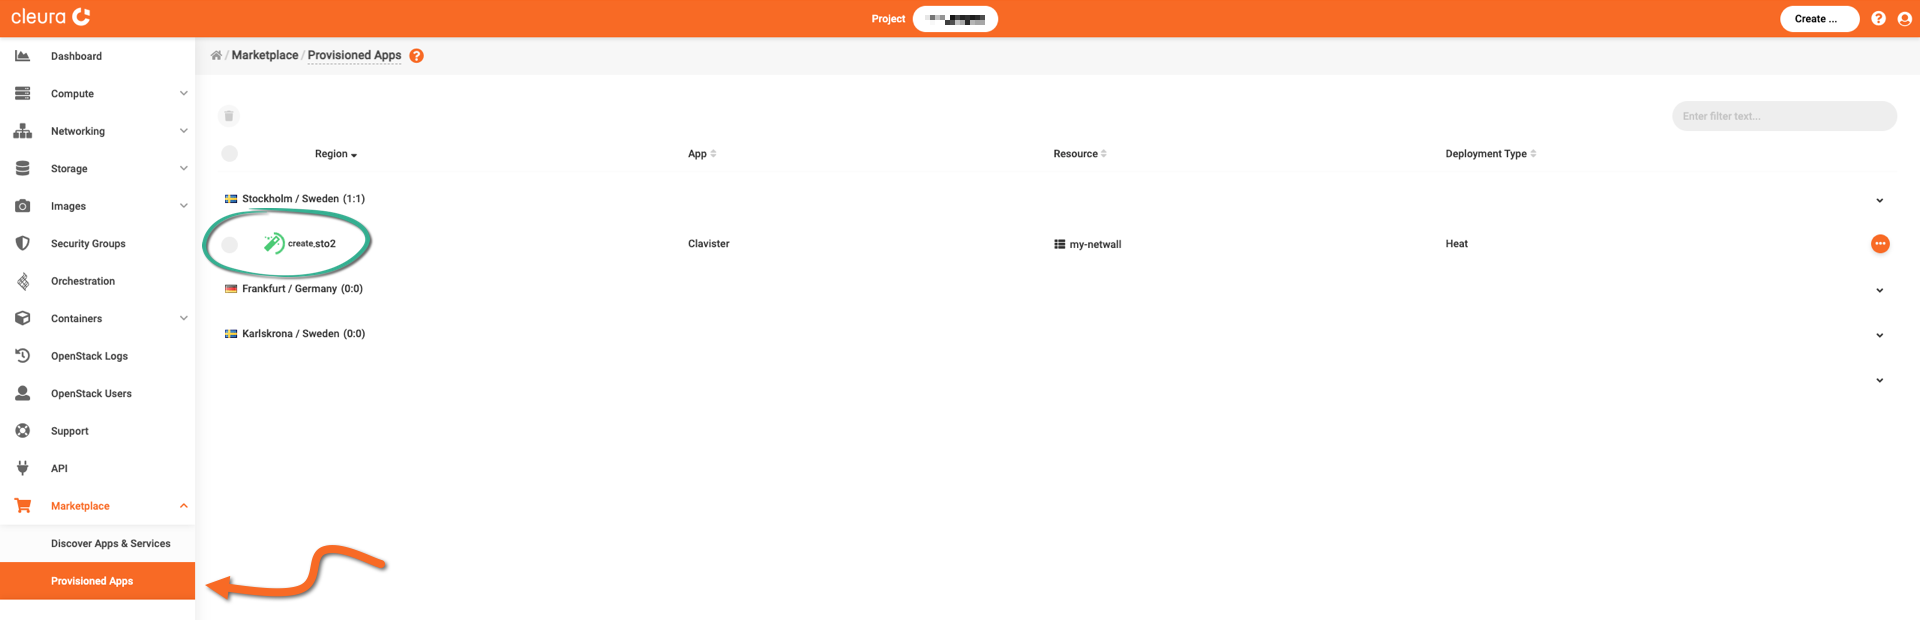 cleura
Project
Create ...
Dashboard
Compute
Networking
Storage
Images
Security Groups
Orchestration
Containers
OpenStack Logs
OpenStack Users
Support
API
Marketplace
Discover Apps & Services
Provisioned Apps
/ Marketplace / Provisioned Apps ?
Enter filter text...
Region App Resource Deployment Type
Stockholm / Sweden (1:1)
create.sto2 Clavister my-netwall Heat
Frankfurt / Germany (0:0)
Karlskrona / Sweden (0:0)